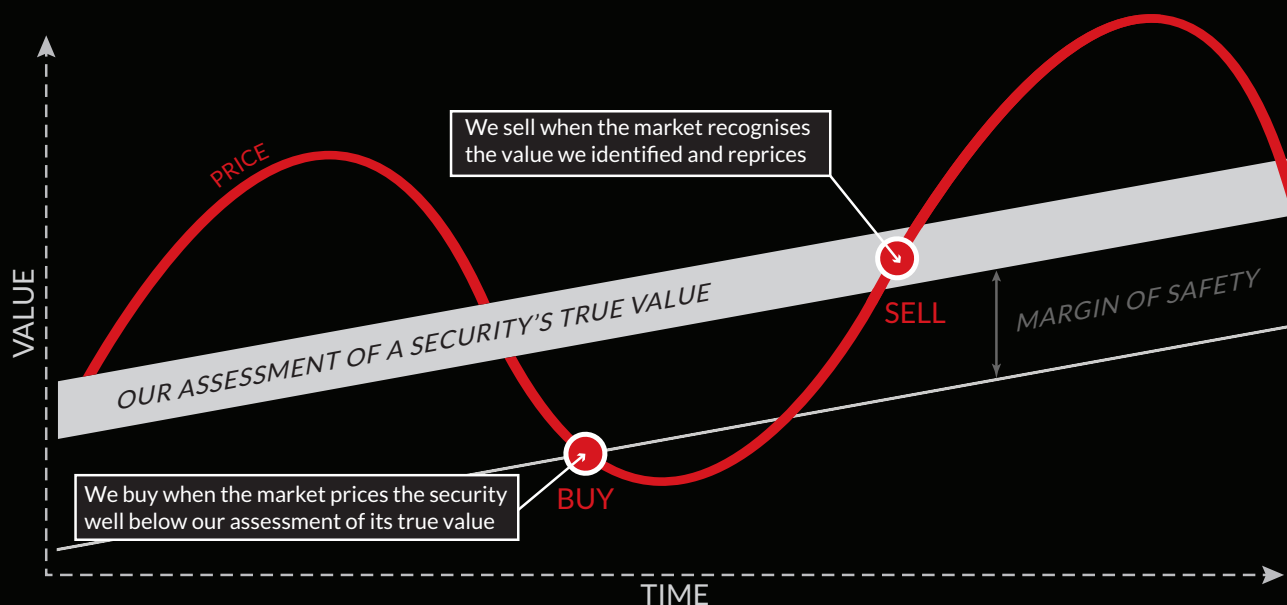 We sell when the market recognises
the value we identified and reprices
PRICE
VALUE
OUR ASSESSMENT OF A SECURITY’S TRUE VALUE
SELL
MARGIN OF SAFETY
We buy when the market prices the security
well below our assessment of its true value
BUY
TIME